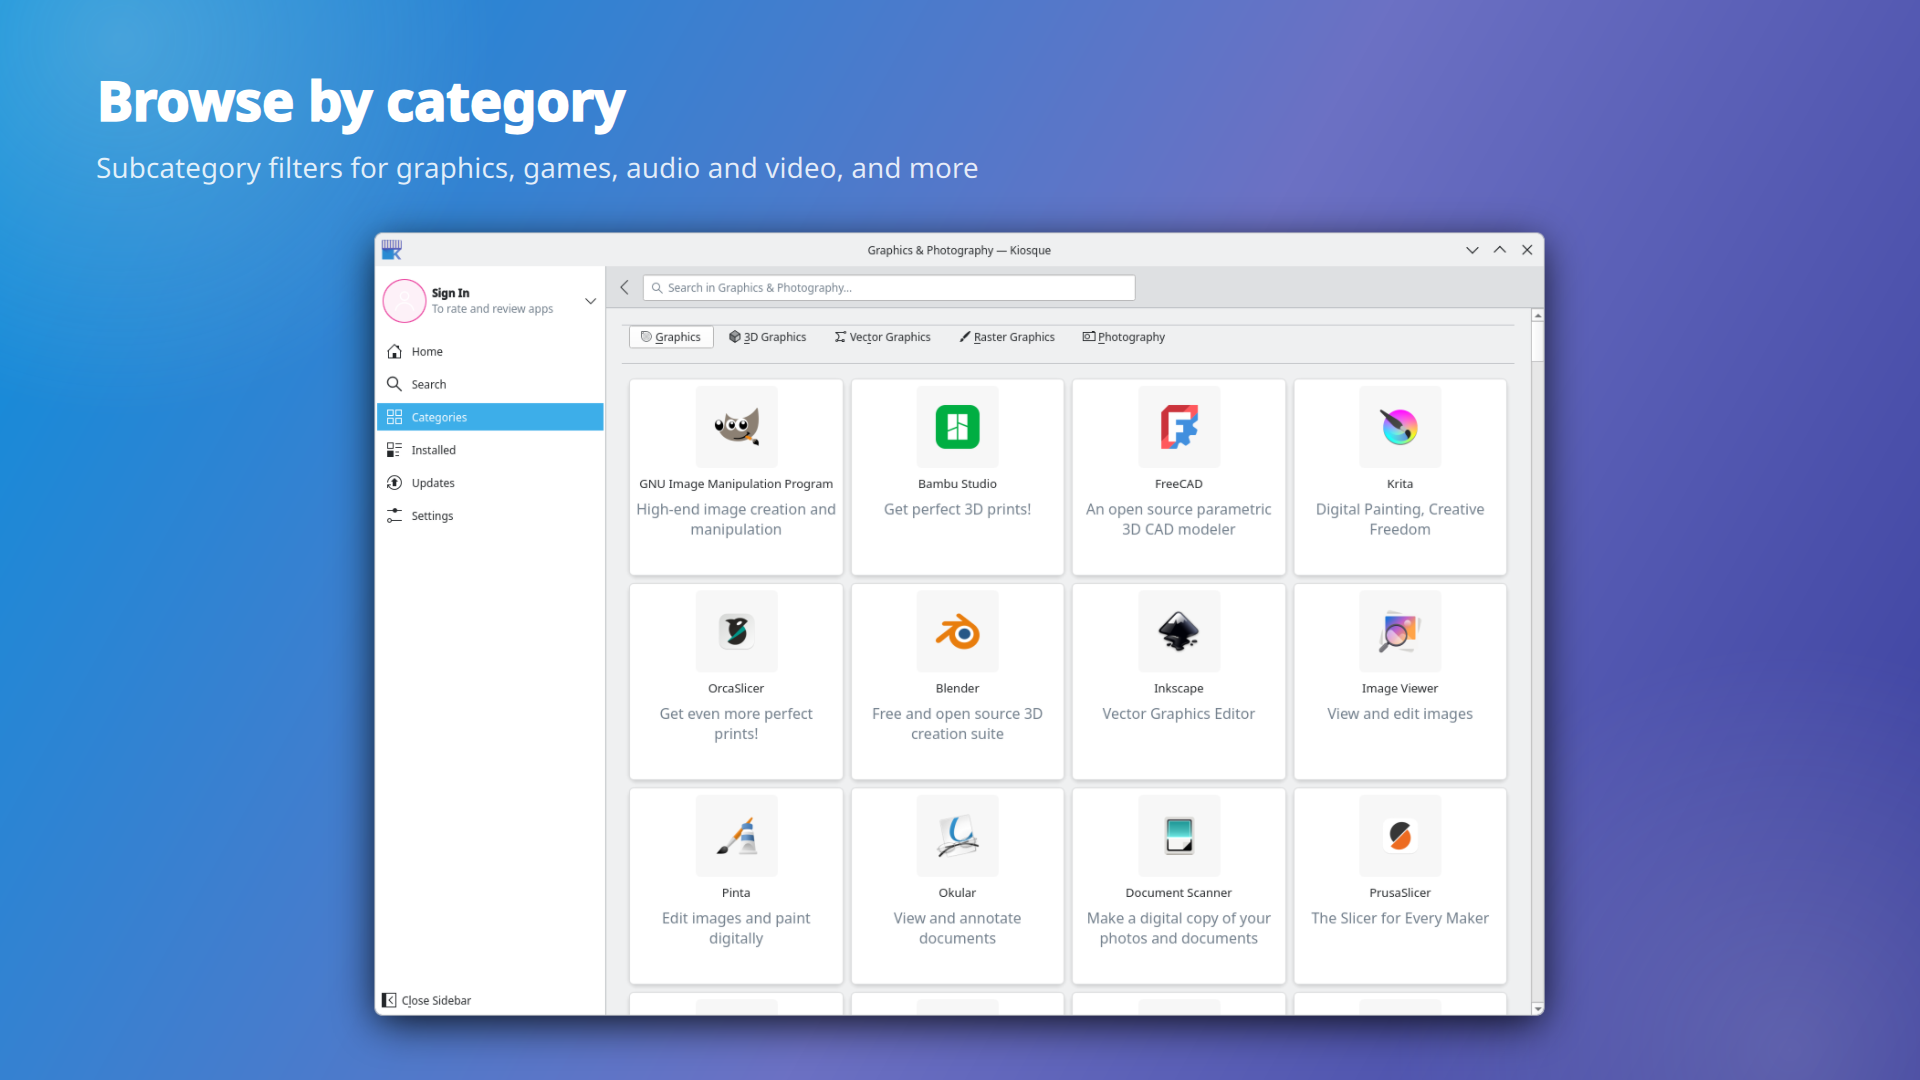 Browse by category
Subcategory filters for graphics, games, audio and video, and more
Graphics & Photography — Kiosque
Sign In
To rate and review apps
Home
Search
Categories
Installed
Updates
Settings
Close Sidebar
Search in Graphics & Photography...
Graphics
3D Graphics
Vector Graphics
Raster Graphics
Photography
GNU Image Manipulation Program
High-end image creation and
manipulation
Bambu Studio
Get perfect 3D prints!
FreeCAD
An open source parametric
3D CAD modeler
Krita
Digital Painting, Creative
Freedom
OrcaSlicer
Get even more perfect
prints!
Blender
Free and open source 3D
creation suite
Inkscape
Vector Graphics Editor
Image Viewer
View and edit images
Pinta
Edit images and paint
digitally
Okular
View and annotate
documents
Document Scanner
Make a digital copy of your
photos and documents
PrusaSlicer
The Slicer for Every Maker